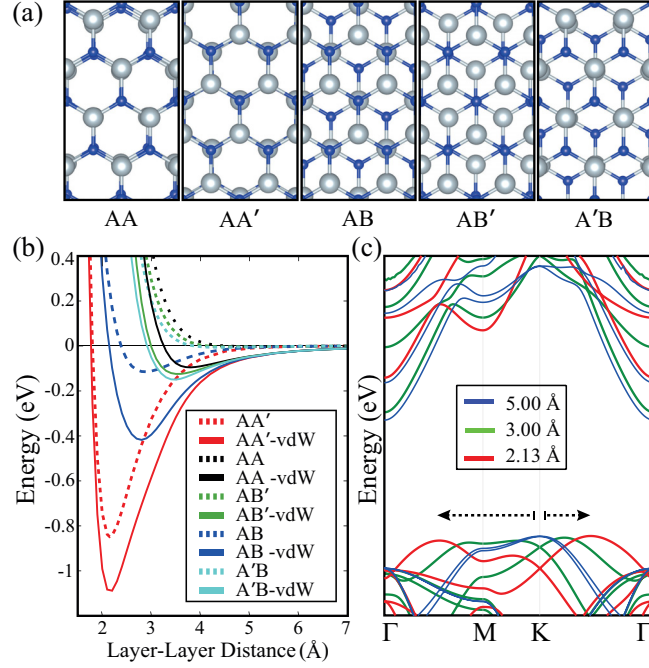 (a)
AA AA′ AB AB′ A′B
(b)
Energy (eV)
0.4
0.2
0
-0.2
-0.4
-0.6
-0.8
-1
AA′
AA′-vdW
AA
AA -vdW
AB′
AB′-vdW
AB
AB -vdW
A′B
A′B-vdW
2 3 4 5 6 7
Layer-Layer Distance (Å)
(c)
Energy (eV)
5.00 Å
3.00 Å
2.13 Å
Γ M K Γ